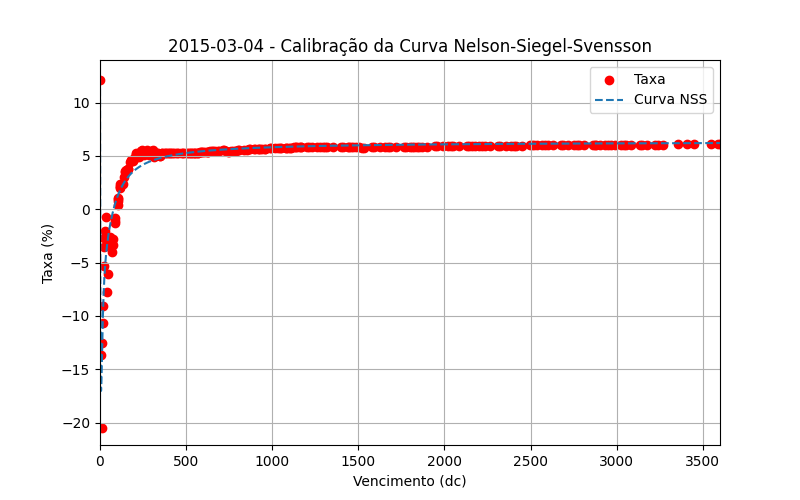 2015-03-04 - Calibração da Curva Nelson-Siegel-Svensson
Taxa
Curva NSS
Taxa (%)
10
5
0
−5
−10
−15
−20
0 500 1000 1500 2000 2500 3000 3500
Vencimento (dc)